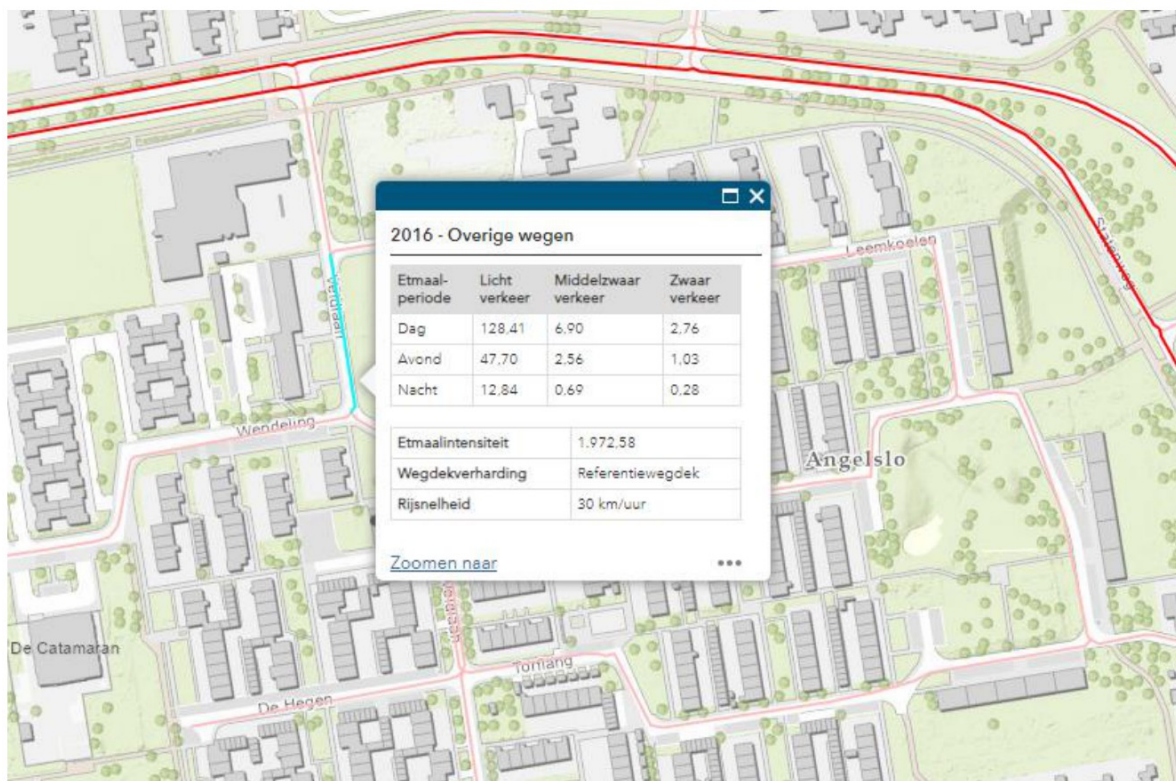 2016 - Overige wegen
Etmaal-
periode
Licht
verkeer
Middelzwaar
verkeer
Zwaar
verkeer
Dag 128,41 6,90 2,76
Avond 47,70 2,56 1,03
Nacht 12,84 0,69 0,28
Etmaalintensiteit 1.972,58
Wegdekverharding Referentiewegdek
Rijsnelheid 30 km/uur
Zoomen naar
Leemkoelen
Statenweg
Wendeling
Angelslo
De Catamaran
De Hegen